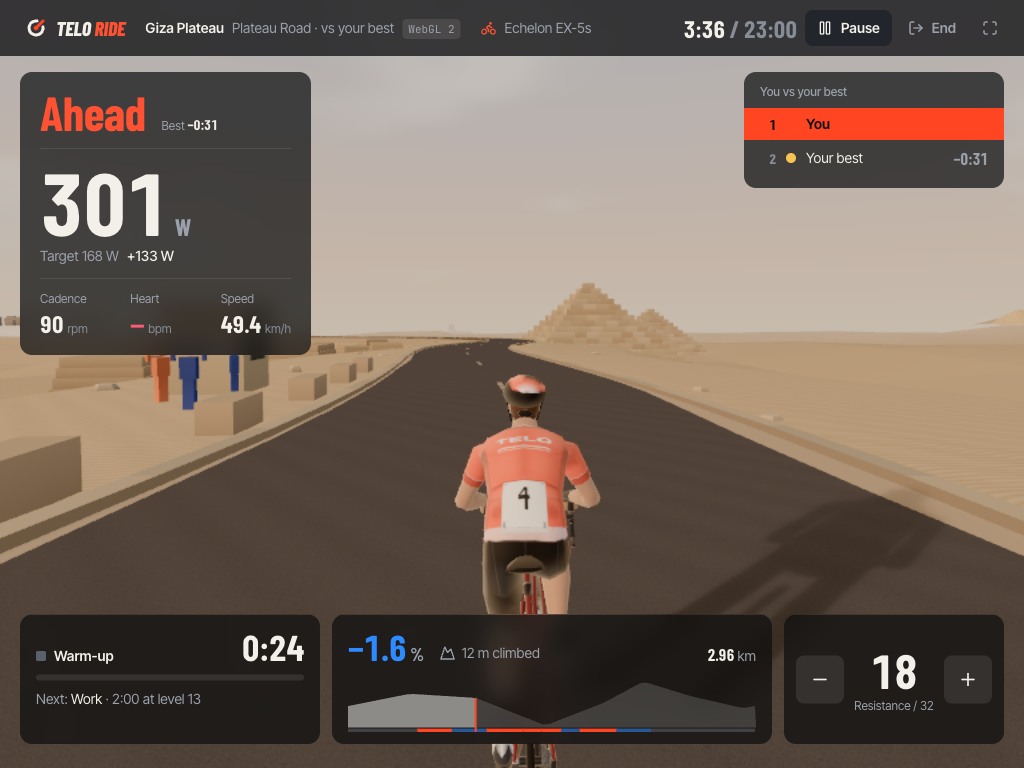 TELO RIDE Giza Plateau Plateau Road · vs your best WebGL 2 Echelon EX-5s 3:36 / 23:00 Pause End
Ahead Best −0:31
301 W
Target 168 W +133 W
Cadence Heart Speed
90 rpm — bpm 49.4 km/h
You vs your best
1 You
2 Your best −0:31
TELO
4
Warm-up 0:24
Next: Work · 2:00 at level 13
−1.6 % 12 m climbed 2.96 km
− 18 +
Resistance / 32